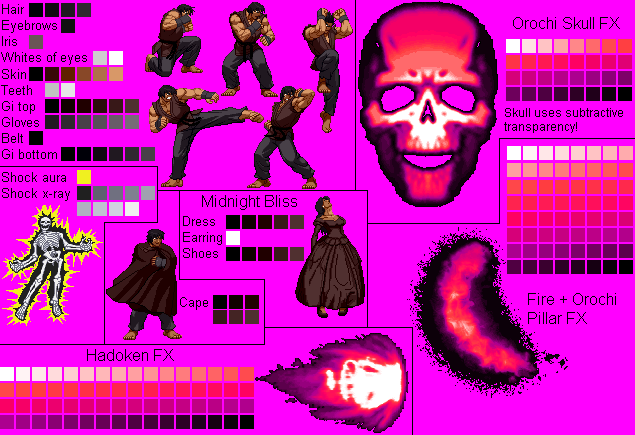 Hair
Eyebrows
Iris
Whites of eyes
Skin
Teeth
Gi top
Gloves
Belt
Gi bottom
Shock aura
Shock x-ray
Orochi Skull FX
Skull uses subtractive
transparency!
Midnight Bliss
Dress
Earring
Shoes
Cape
Fire + Orochi
Pillar FX
Hadoken FX